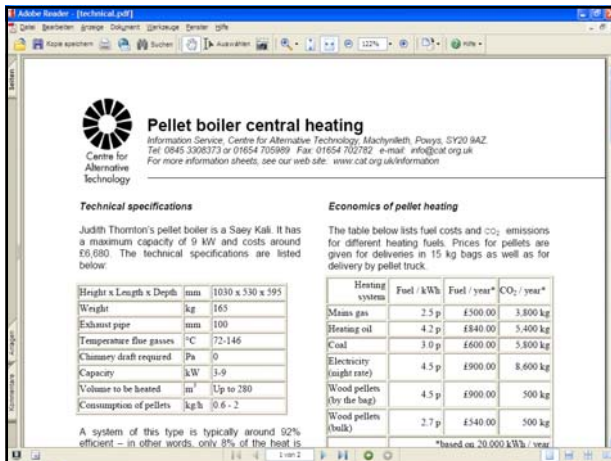 Adobe Reader - [technical.pdf]
Datei Bearbeiten Anzeige Dokument Werkzeuge Fenster Hilfe
Kopie speichern Suchen Auswählen 122% Hilfe
Seiten
Anlagen
Kommentare
Centre for
Alternative
Technology
Pellet boiler central heating
Information Service, Centre for Alternative Technology, Machynlleth, Powys, SY20 9AZ.
Tel: 0845 3308373 or 01654 705989 Fax: 01654 702782 e-mail: info@cat.org.uk
For more information sheets, see our web site: www.cat.org.uk/information
Technical specifications
Judith Thornton's pellet boiler is a Saey Kali. It has
a maximum capacity of 9 kW and costs around
£6,680. The technical specifications are listed
below:
Height x Length x Depth mm 1030 x 530 x 595
Weight kg 165
Exhaust pipe mm 100
Temperature flue gasses °C 72-146
Chimney draft required Pa 0
Capacity kW 3-9
Volume to be heated m³ Up to 280
Consumption of pellets kg/h 0.6 - 2
A system of this type is typically around 92%
efficient – in other words, only 8% of the heat is
Economics of pellet heating
The table below lists fuel costs and CO₂ emissions
for different heating fuels. Prices for pellets are
given for deliveries in 15 kg bags as well as for
delivery by pellet truck.
Heating
system Fuel / kWh Fuel / year* CO₂ / year*
Mains gas 2.5 p £500.00 3,800 kg
Heating oil 4.2 p £840.00 5,400 kg
Coal 3.0 p £600.00 5,800 kg
Electricity
(night rate) 4.5 p £900.00 8,600 kg
Wood pellets
(by the bag) 4.5 p £900.00 500 kg
Wood pellets
(bulk) 2.7 p £540.00 500 kg
*based on 20,000 kWh / year
1 von 2